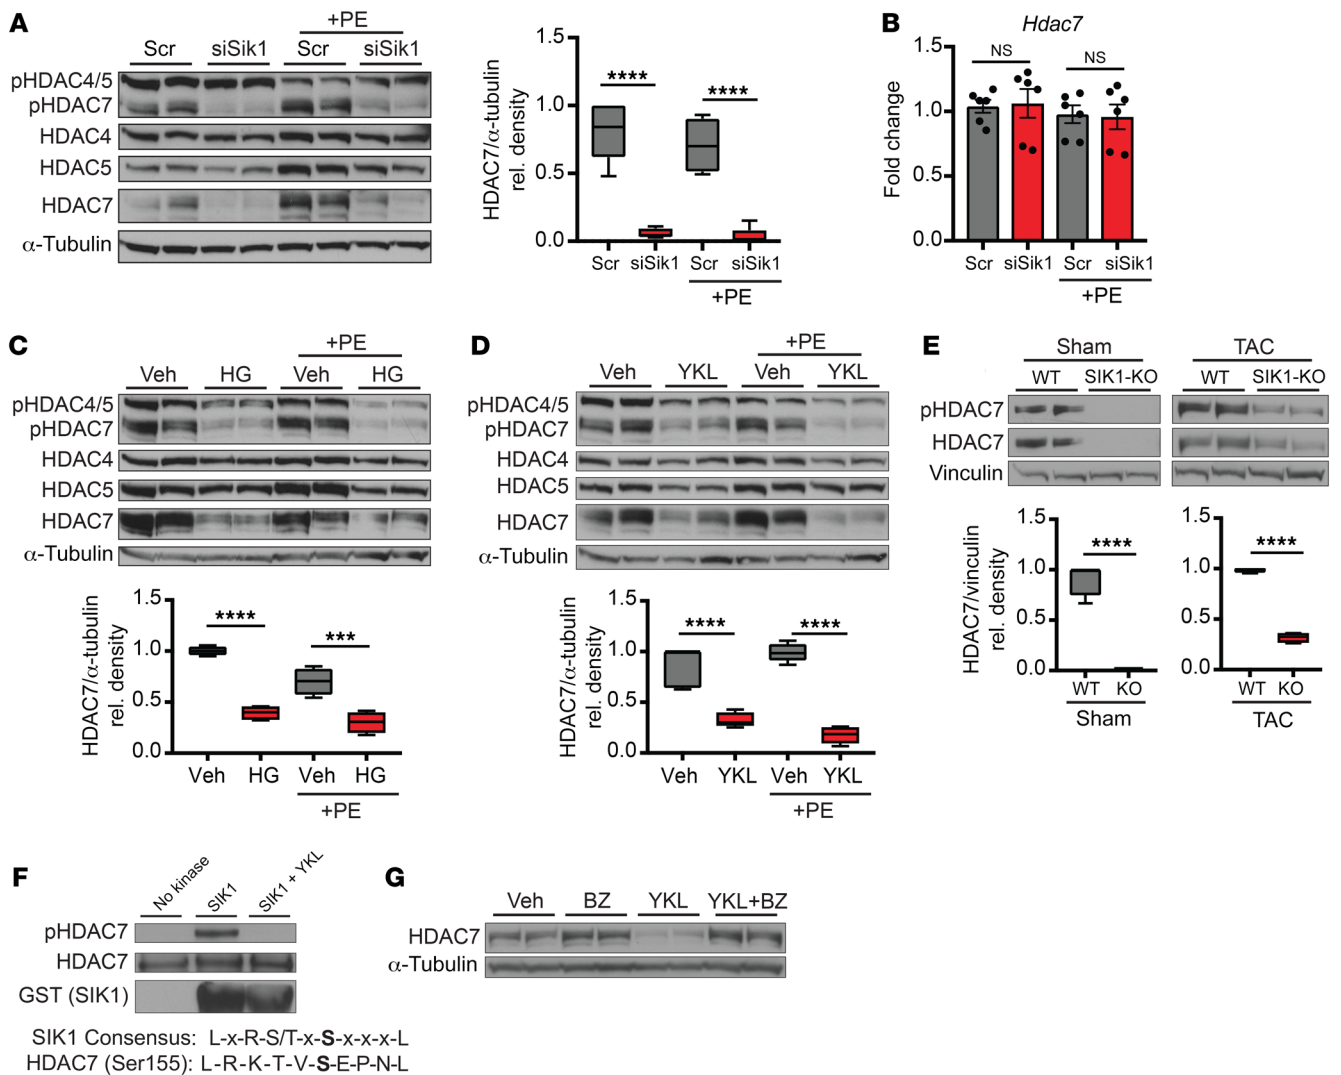 A
+PE
Scr siSik1 Scr siSik1
pHDAC4/5
pHDAC7
HDAC4
HDAC5
HDAC7
α-Tubulin
HDAC7/α-tubulin
rel. density
1.5
1.0
0.5
0.0
**** ****
Scr siSik1 Scr siSik1
+PE
B
Hdac7
Fold change
1.5
1.0
0.5
0.0
NS NS
Scr siSik1 Scr siSik1
+PE
C
+PE
Veh HG Veh HG
pHDAC4/5
pHDAC7
HDAC4
HDAC5
HDAC7
α-Tubulin
HDAC7/α-tubulin
rel. density
1.5
1.0
0.5
0.0
**** ***
Veh HG Veh HG
+PE
D
+PE
Veh YKL Veh YKL
pHDAC4/5
pHDAC7
HDAC4
HDAC5
HDAC7
α-Tubulin
HDAC7/α-tubulin
rel. density
1.5
1.0
0.5
0.0
**** ****
Veh YKL Veh YKL
+PE
E
Sham TAC
WT SIK1-KO WT SIK1-KO
pHDAC7
HDAC7
Vinculin
HDAC7/vinculin
rel. density
1.5
1.0
0.5
0.0
****
WT KO
Sham
1.5
1.0
0.5
0.0
****
WT KO
TAC
F
No kinase SIK1 SIK1 + YKL
pHDAC7
HDAC7
GST (SIK1)
SIK1 Consensus: L-x-R-S/T-x-S-x-x-x-L
HDAC7 (Ser155): L-R-K-T-V-S-E-P-N-L
G
Veh BZ YKL YKL+BZ
HDAC7
α-Tubulin